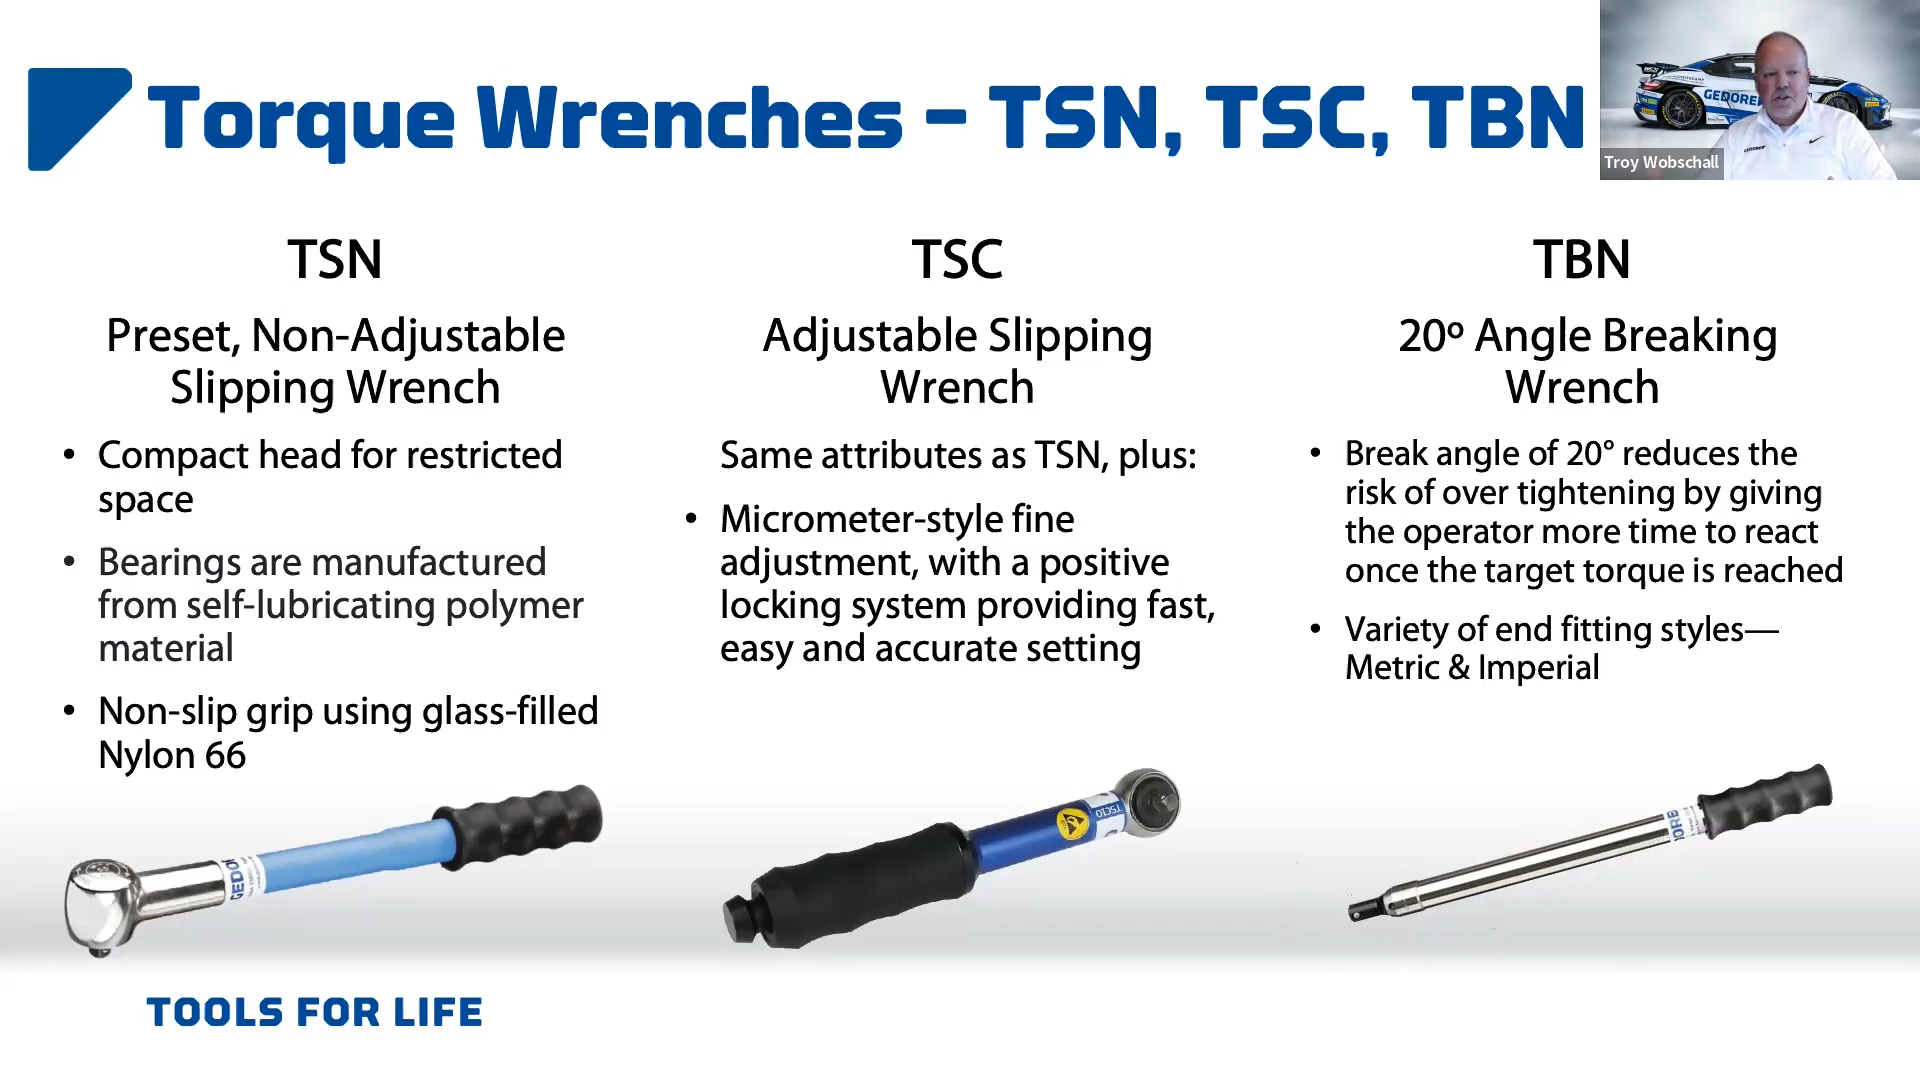 Torque Wrenches – TSN, TSC, TBN
GEDORE
Troy Wobschall
TSN
Preset, Non-Adjustable
Slipping Wrench
• Compact head for restricted
space
• Bearings are manufactured
from self-lubricating polymer
material
• Non-slip grip using glass-filled
Nylon 66
TSC
Adjustable Slipping
Wrench
Same attributes as TSN, plus:
• Micrometer-style fine
adjustment, with a positive
locking system providing fast,
easy and accurate setting
TBN
20º Angle Breaking
Wrench
• Break angle of 20° reduces the
risk of over tightening by giving
the operator more time to react
once the target torque is reached
• Variety of end fitting styles—
Metric & Imperial
GEDO
TSC10
ORE
TOOLS FOR LIFE